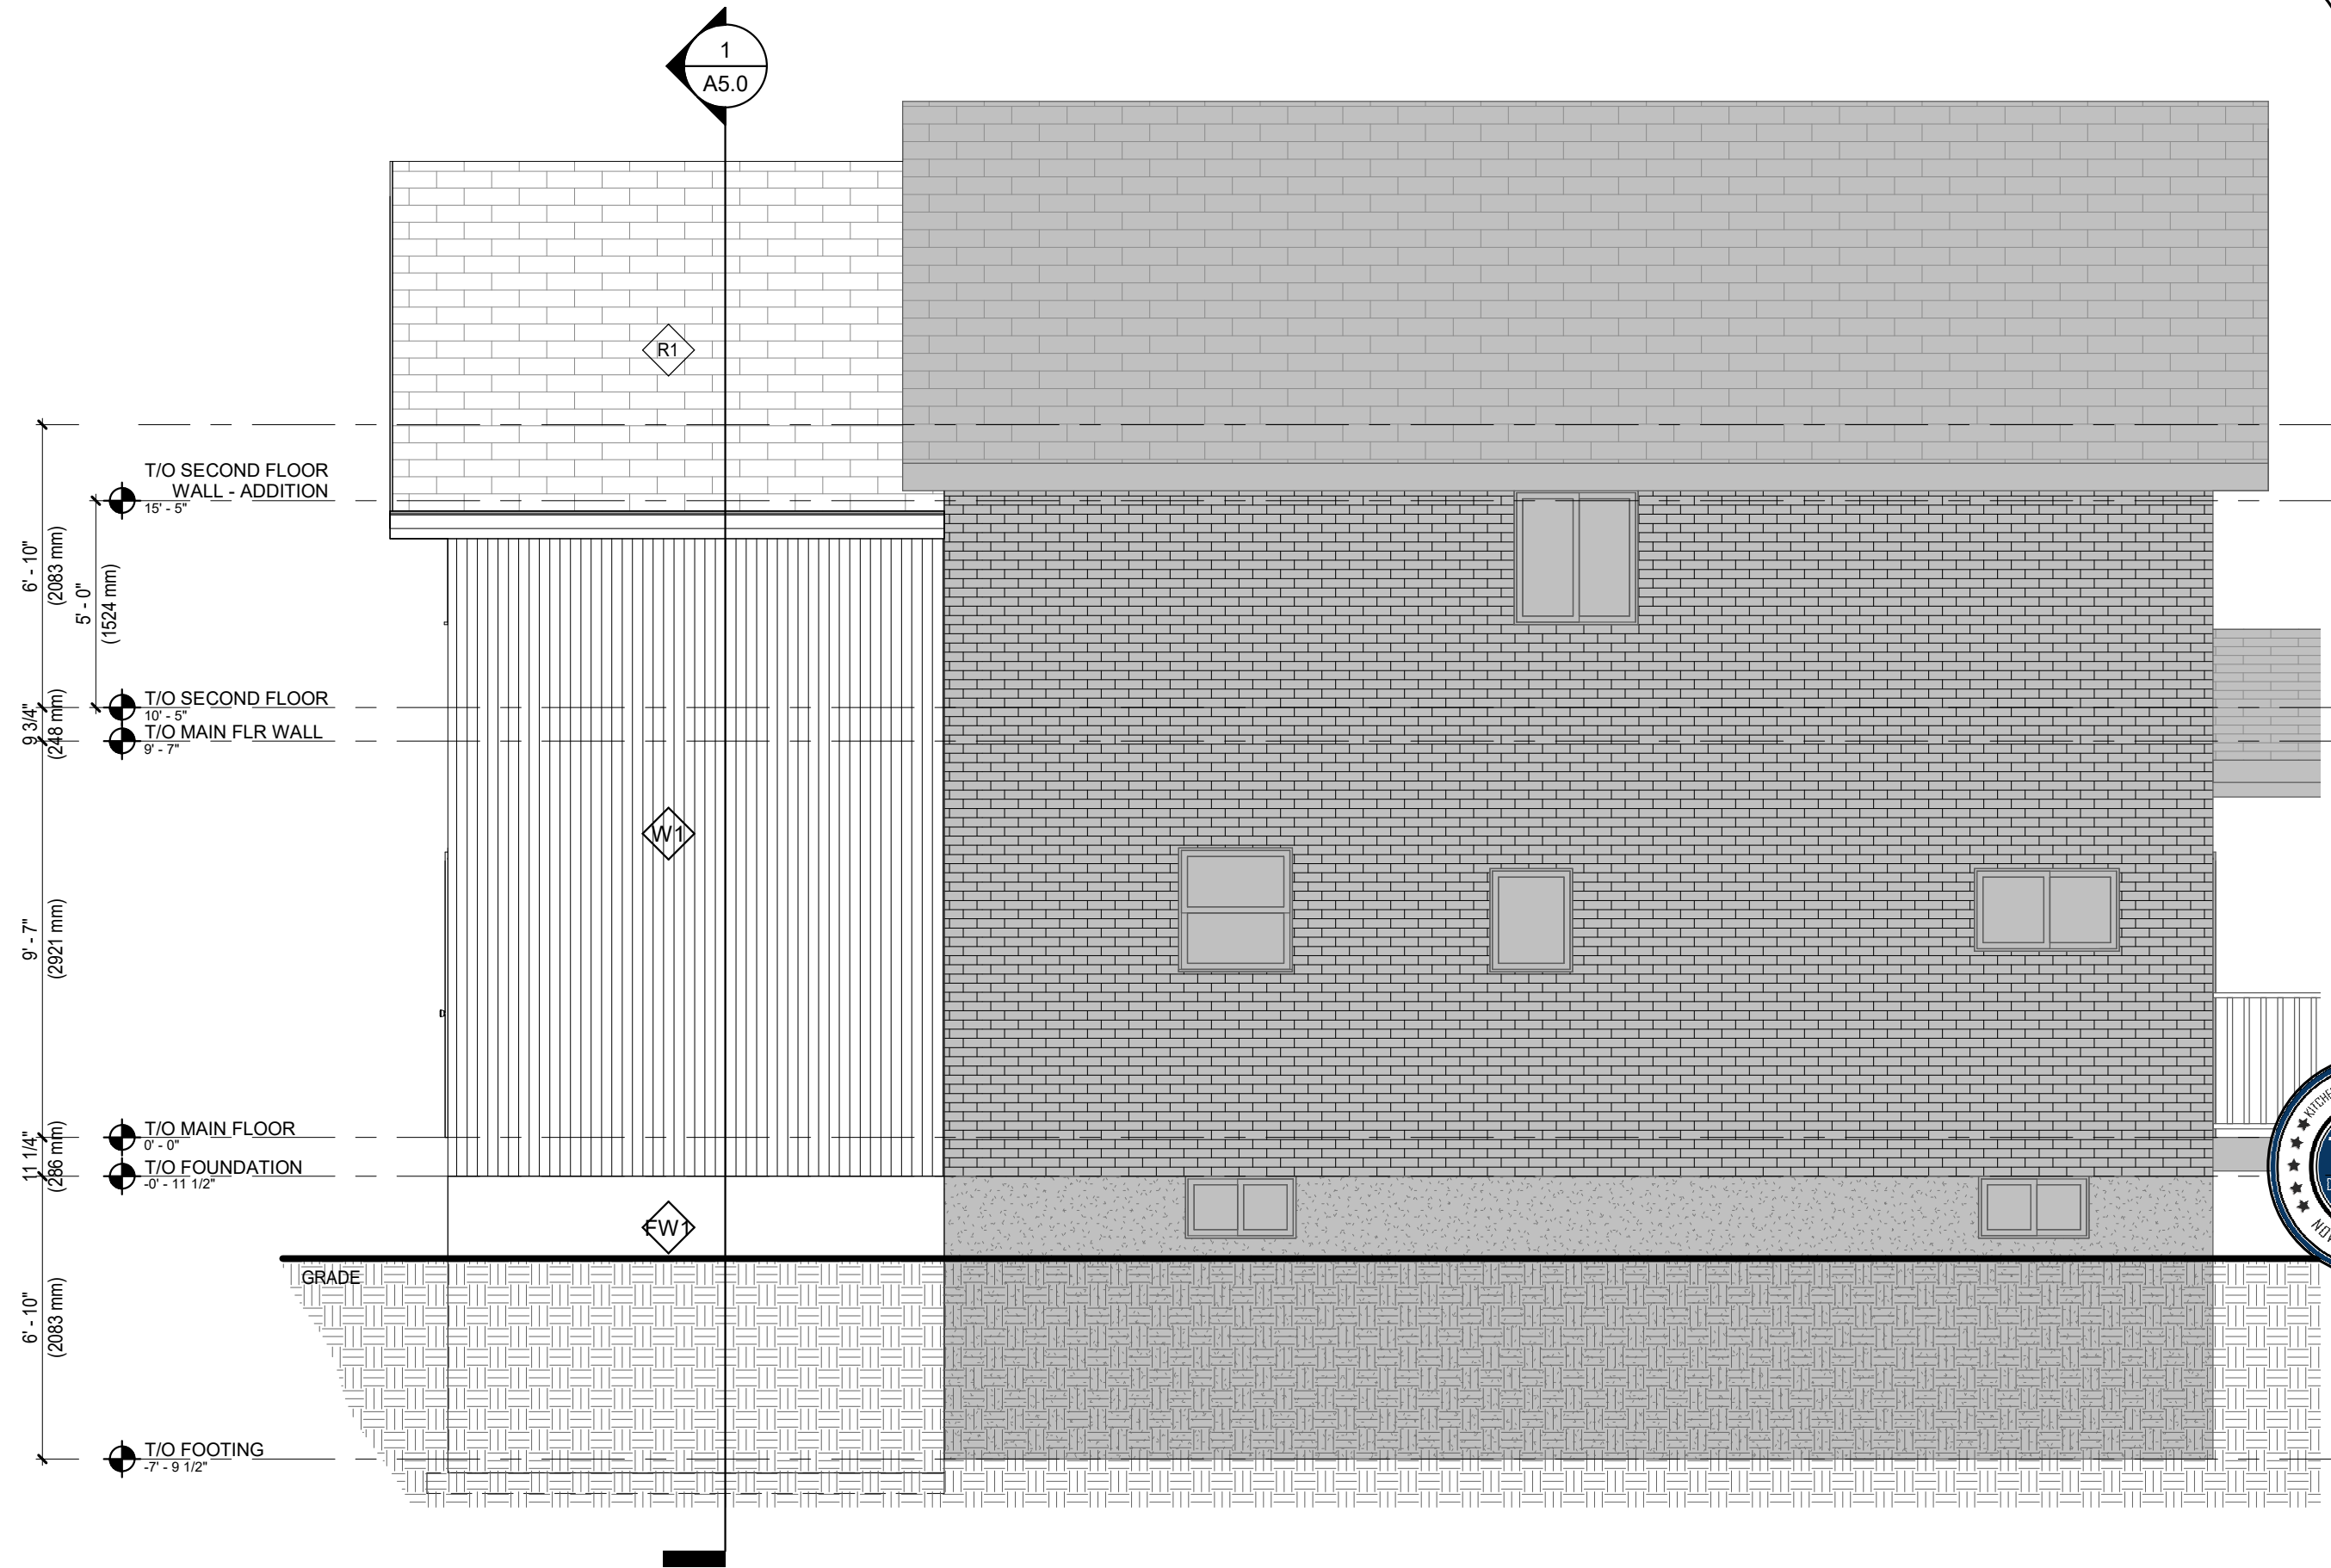 1
A5.0
R1
T/O SECOND FLOOR
WALL - ADDITION
15' - 5"
6' - 10"
(2083 mm)
5' - 0"
(1524 mm)
T/O SECOND FLOOR
10' - 5"
9 3/4"
(248 mm)
T/O MAIN FLR WALL
9' - 7"
W1
9' - 7"
(2921 mm)
T/O MAIN FLOOR
0' - 0"
11 1/4"
(286 mm)
T/O FOUNDATION
-0' - 11 1/2"
FW1
GRADE
6' - 10"
(2083 mm)
T/O FOOTING
-7' - 9 1/2"